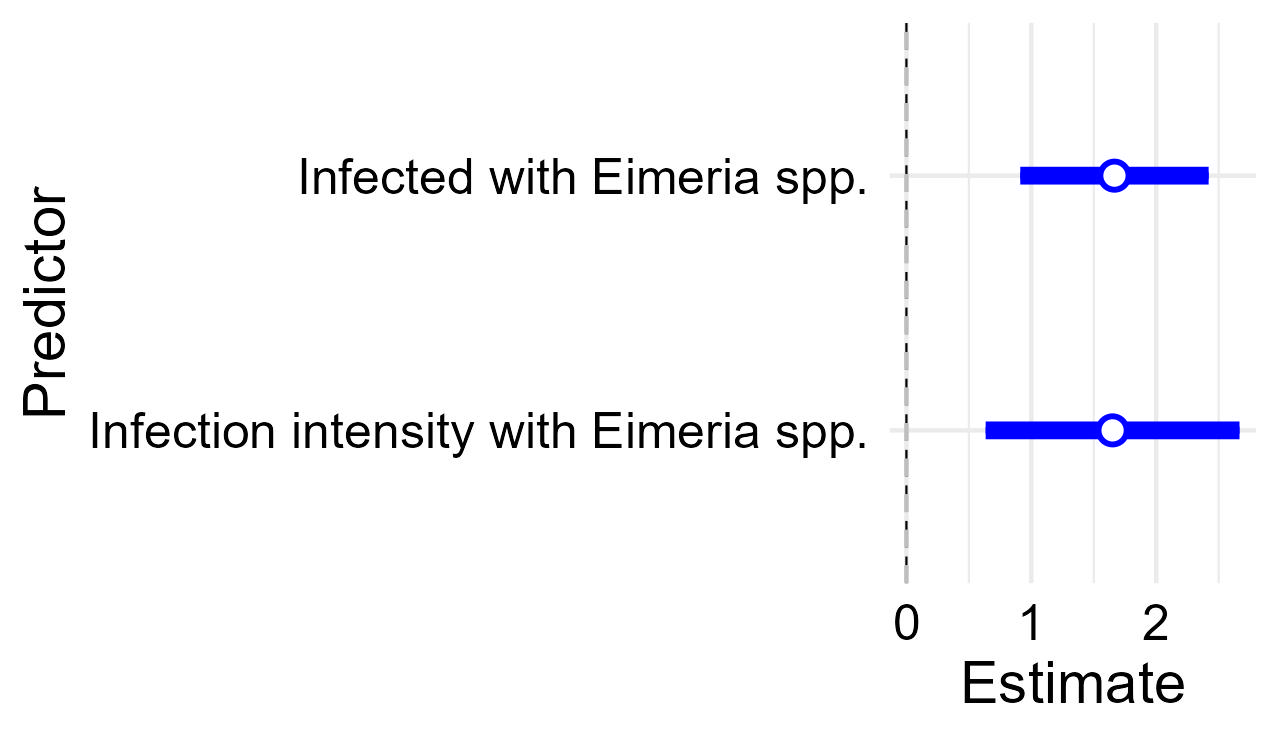 Predictor
Infected with Eimeria spp.
Infection intensity with Eimeria spp.
0 1 2
Estimate